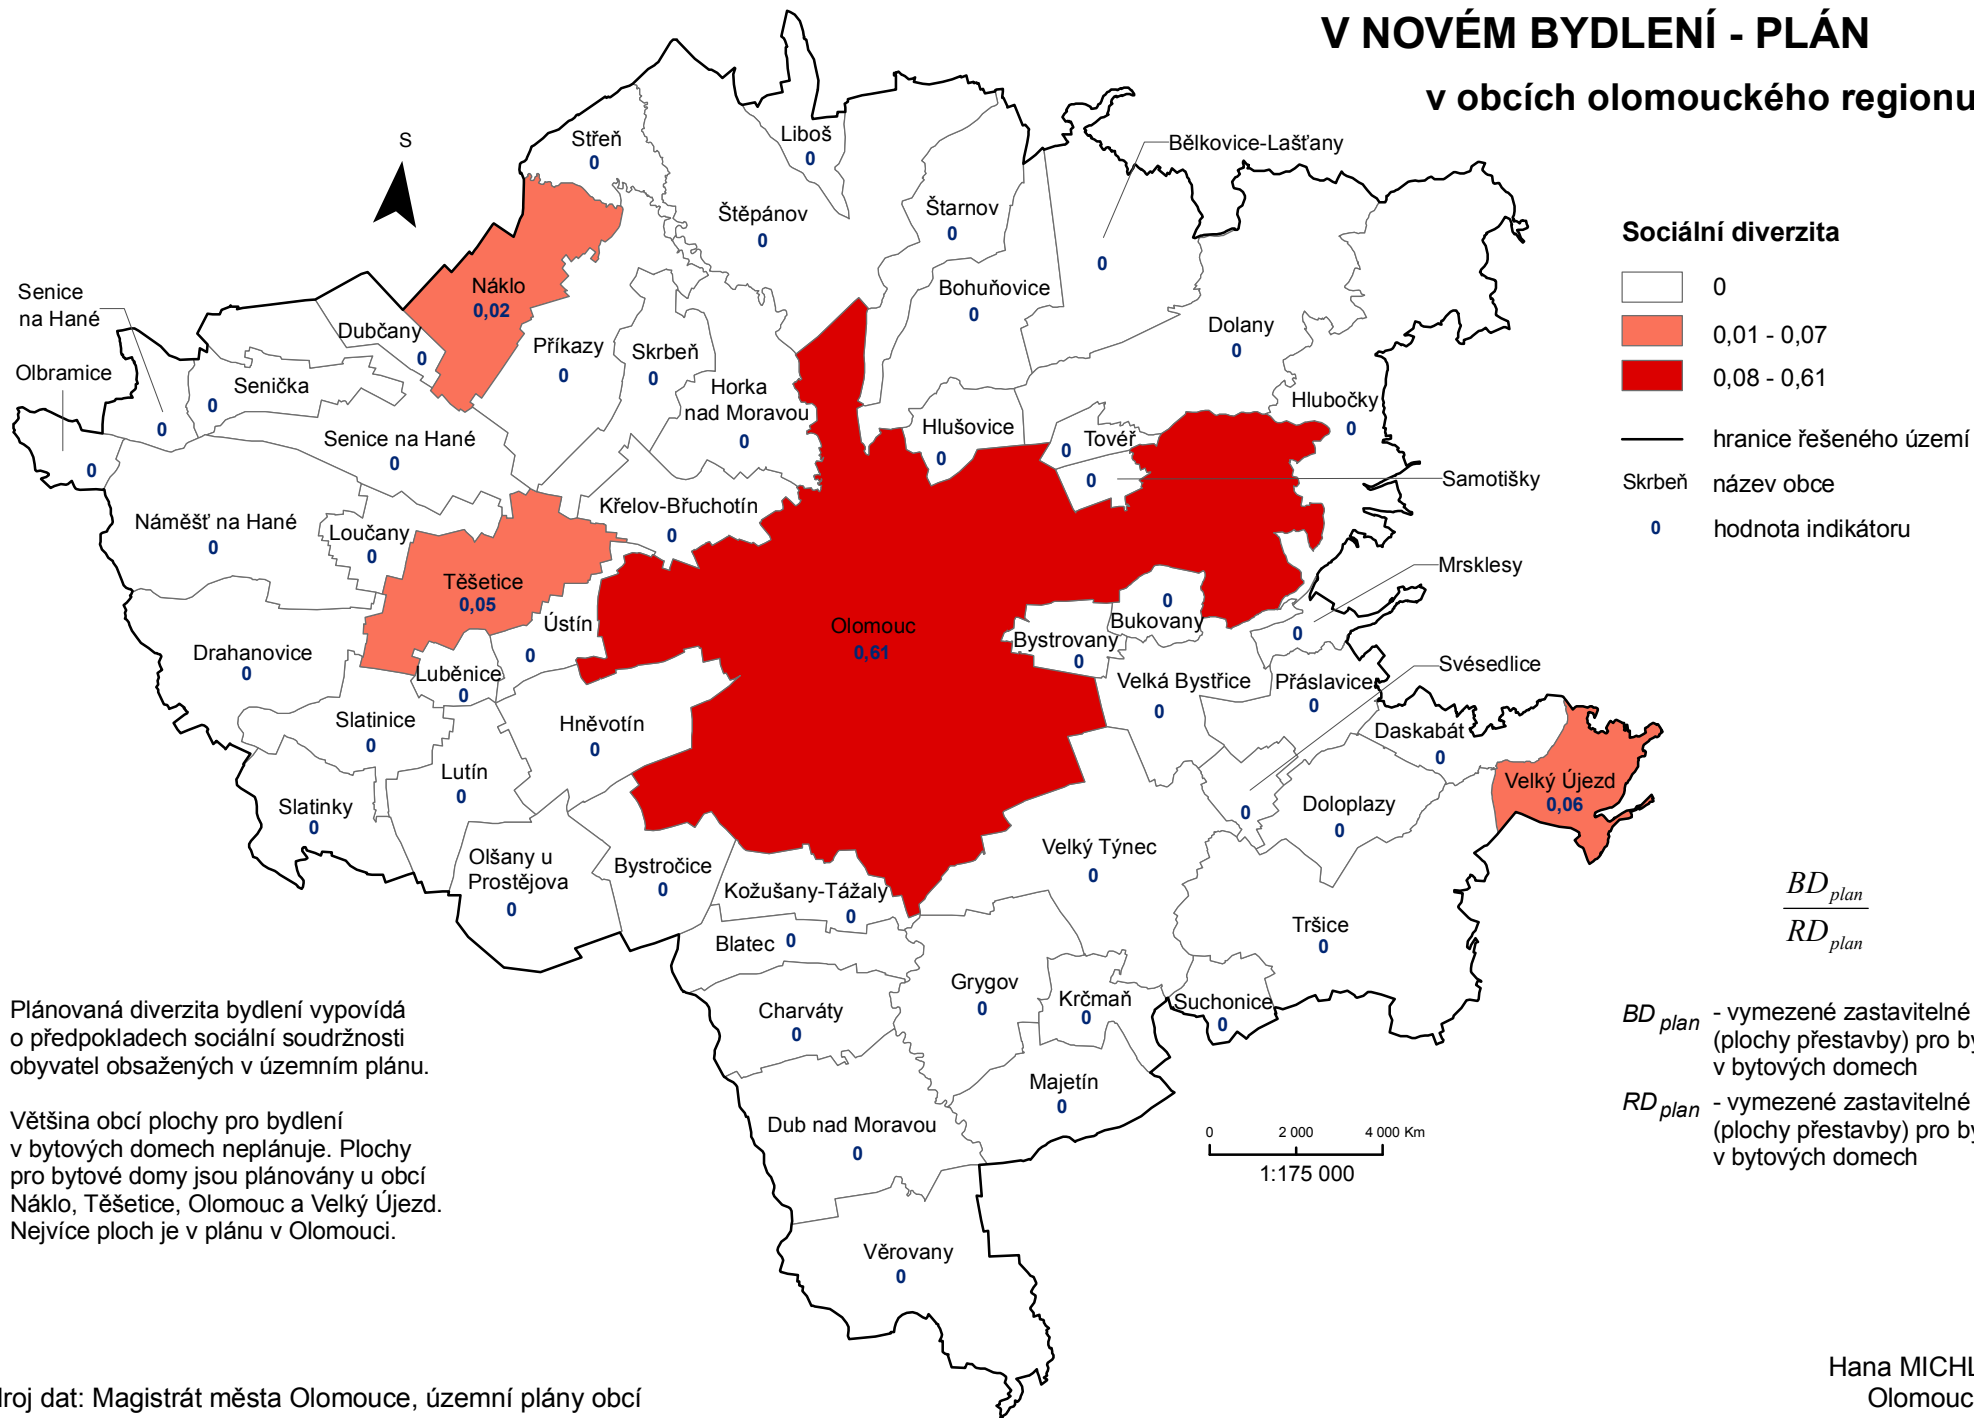 V NOVÉM BYDLENÍ - PLÁN
v obcích olomouckého regionu
S
Střeň
0
Liboš
0
Bělkovice-Lašťany
0
Štěpánov
0
Štarnov
0
Náklo
0,02
Senice
na Hané
0
Dubčany
0
Bohuňovice
0
Dolany
0
Příkazy
0
Skrbeň
0
Olbramice
0
Senička
0
Horka
nad Moravou
0
Hlubočky
0
Senice na Hané
0
Hlušovice
0
Tovéř
0
Samotišky
0
Křelov-Břuchotín
0
Náměšť na Hané
0
Loučany
0
Těšetice
0,05
Mrsklesy
0
Ústín
0
Olomouc
0,61
Bukovany
0
Bystrovany
0
Drahanovice
0
Luběnice
0
Svésedlice
0
Velká Bystřice
0
Přáslavice
0
Slatinice
0
Hněvotín
0
Daskabát
0
Lutín
0
Velký Újezd
0,06
Slatinky
0
Doloplazy
0
Olšany u
Prostějova
0
Bystročice
0
Velký Týnec
0
Kožušany-Tážaly
0
Blatec
0
Tršice
0
Grygov
0
Krčmaň
0
Suchonice
0
Charváty
0
Majetín
0
Dub nad Moravou
0
Věrovany
0
Sociální diverzita
0
0,01 - 0,07
0,08 - 0,61
hranice řešeného území
Skrbeň název obce
0 hodnota indikátoru
BD plan
RD plan
BD plan - vymezené zastavitelné
(plochy přestavby) pro
v bytových domech
RD plan - vymezené zastavitelné
(plochy přestavby) pro
v bytových domech
0 2 000 4 000 Km
1:175 000
Plánovaná diverzita bydlení vypovídá
o předpokladech sociální soudržnosti
obyvatel obsažených v územním plánu.
Většina obcí plochy pro bydlení
v bytových domech neplánuje. Plochy
pro bytové domy jsou plánovány u obcí
Náklo, Těšetice, Olomouc a Velký Újezd.
Nejvíce ploch je v plánu v Olomouci.
droj dat: Magistrát města Olomouce, územní plány obcí
Hana MICHL
Olomouc